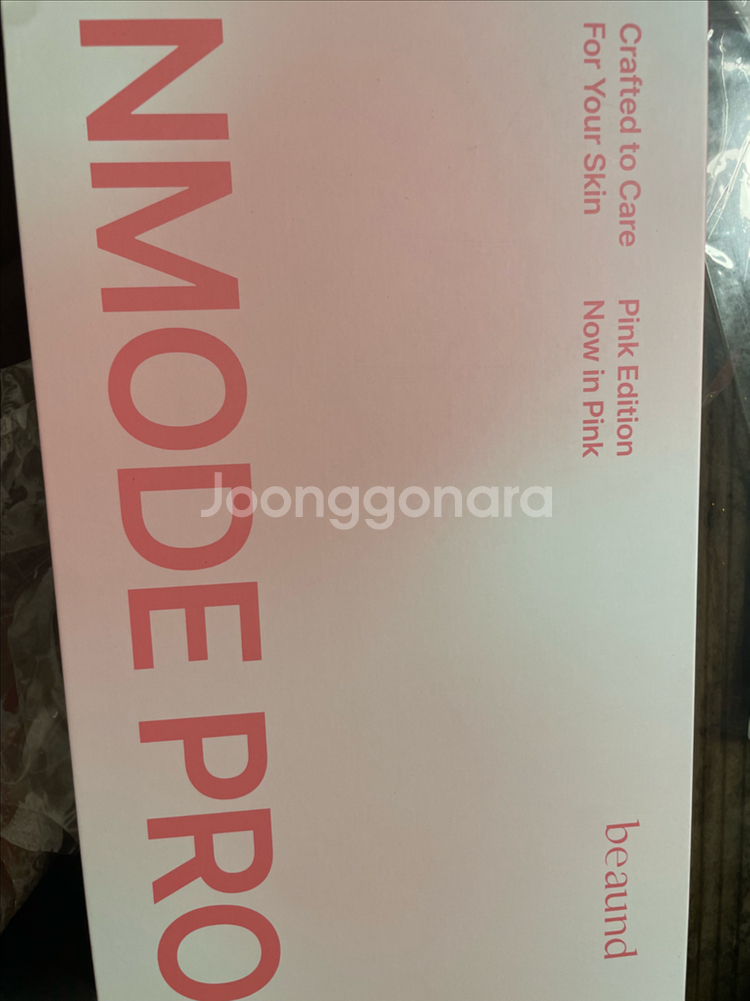 Crafted to Care
For Your Skin
Pink Edition
Now in Pink
beaund
NMODE PRO
Joonggonara